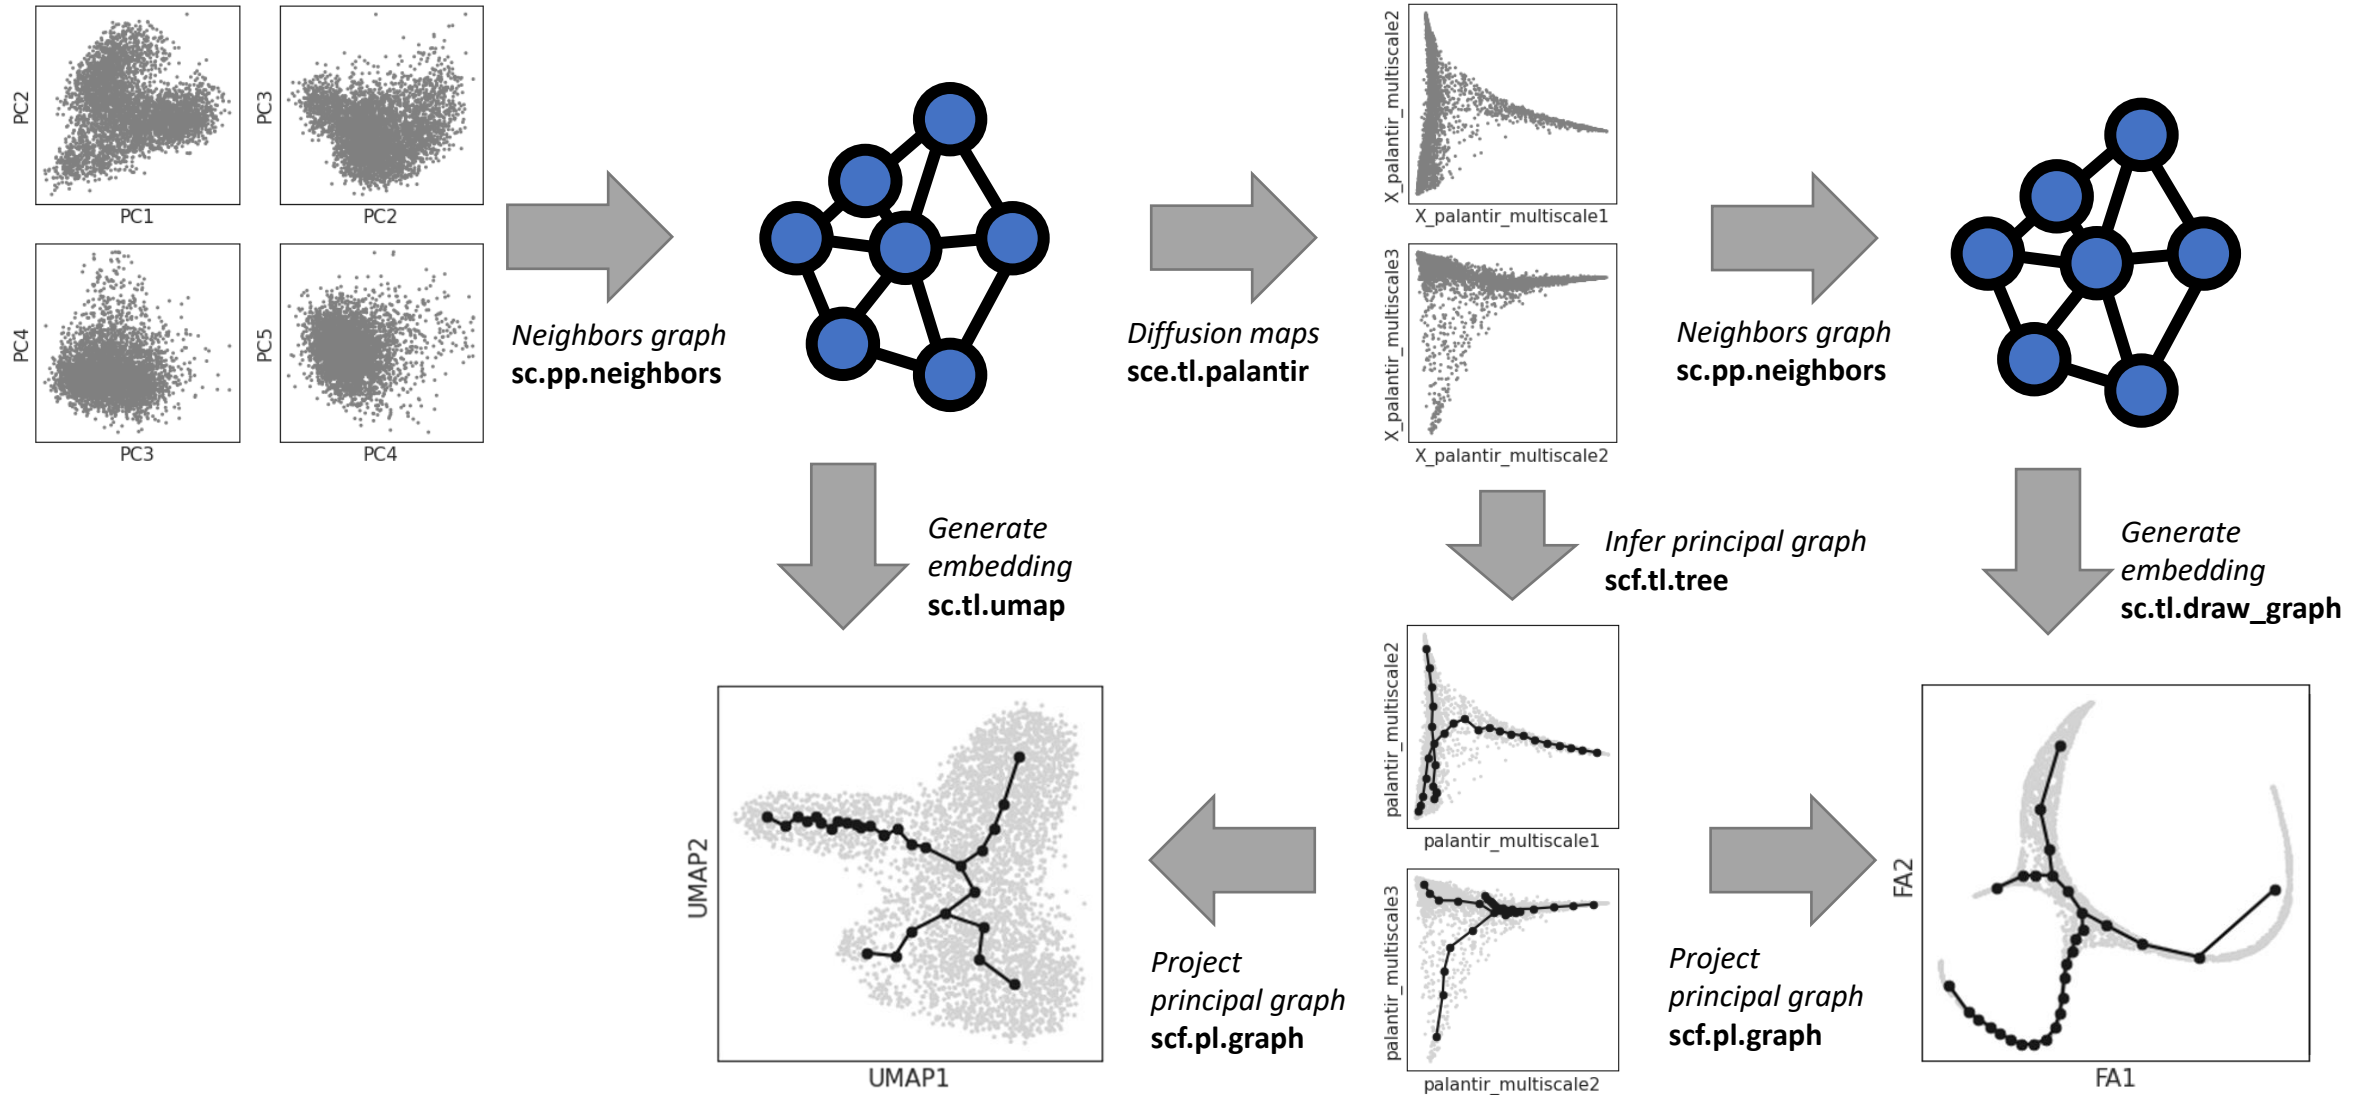 PC2
PC1
PC3
PC2
PC4
PC3
PC5
PC4
Neighbors graph
sc.pp.neighbors
Diffusion maps
sce.tl.palantir
X_palantir_multiscale2
X_palantir_multiscale1
X_palantir_multiscale3
X_palantir_multiscale2
Neighbors graph
sc.pp.neighbors
Generate
embedding
sc.tl.umap
Infer principal graph
scf.tl.tree
Generate
embedding
sc.tl.draw_graph
UMAP2
UMAP1
Project
principal graph
scf.pl.graph
palantir_multiscale2
palantir_multiscale1
palantir_multiscale3
palantir_multiscale2
Project
principal graph
scf.pl.graph
FA2
FA1